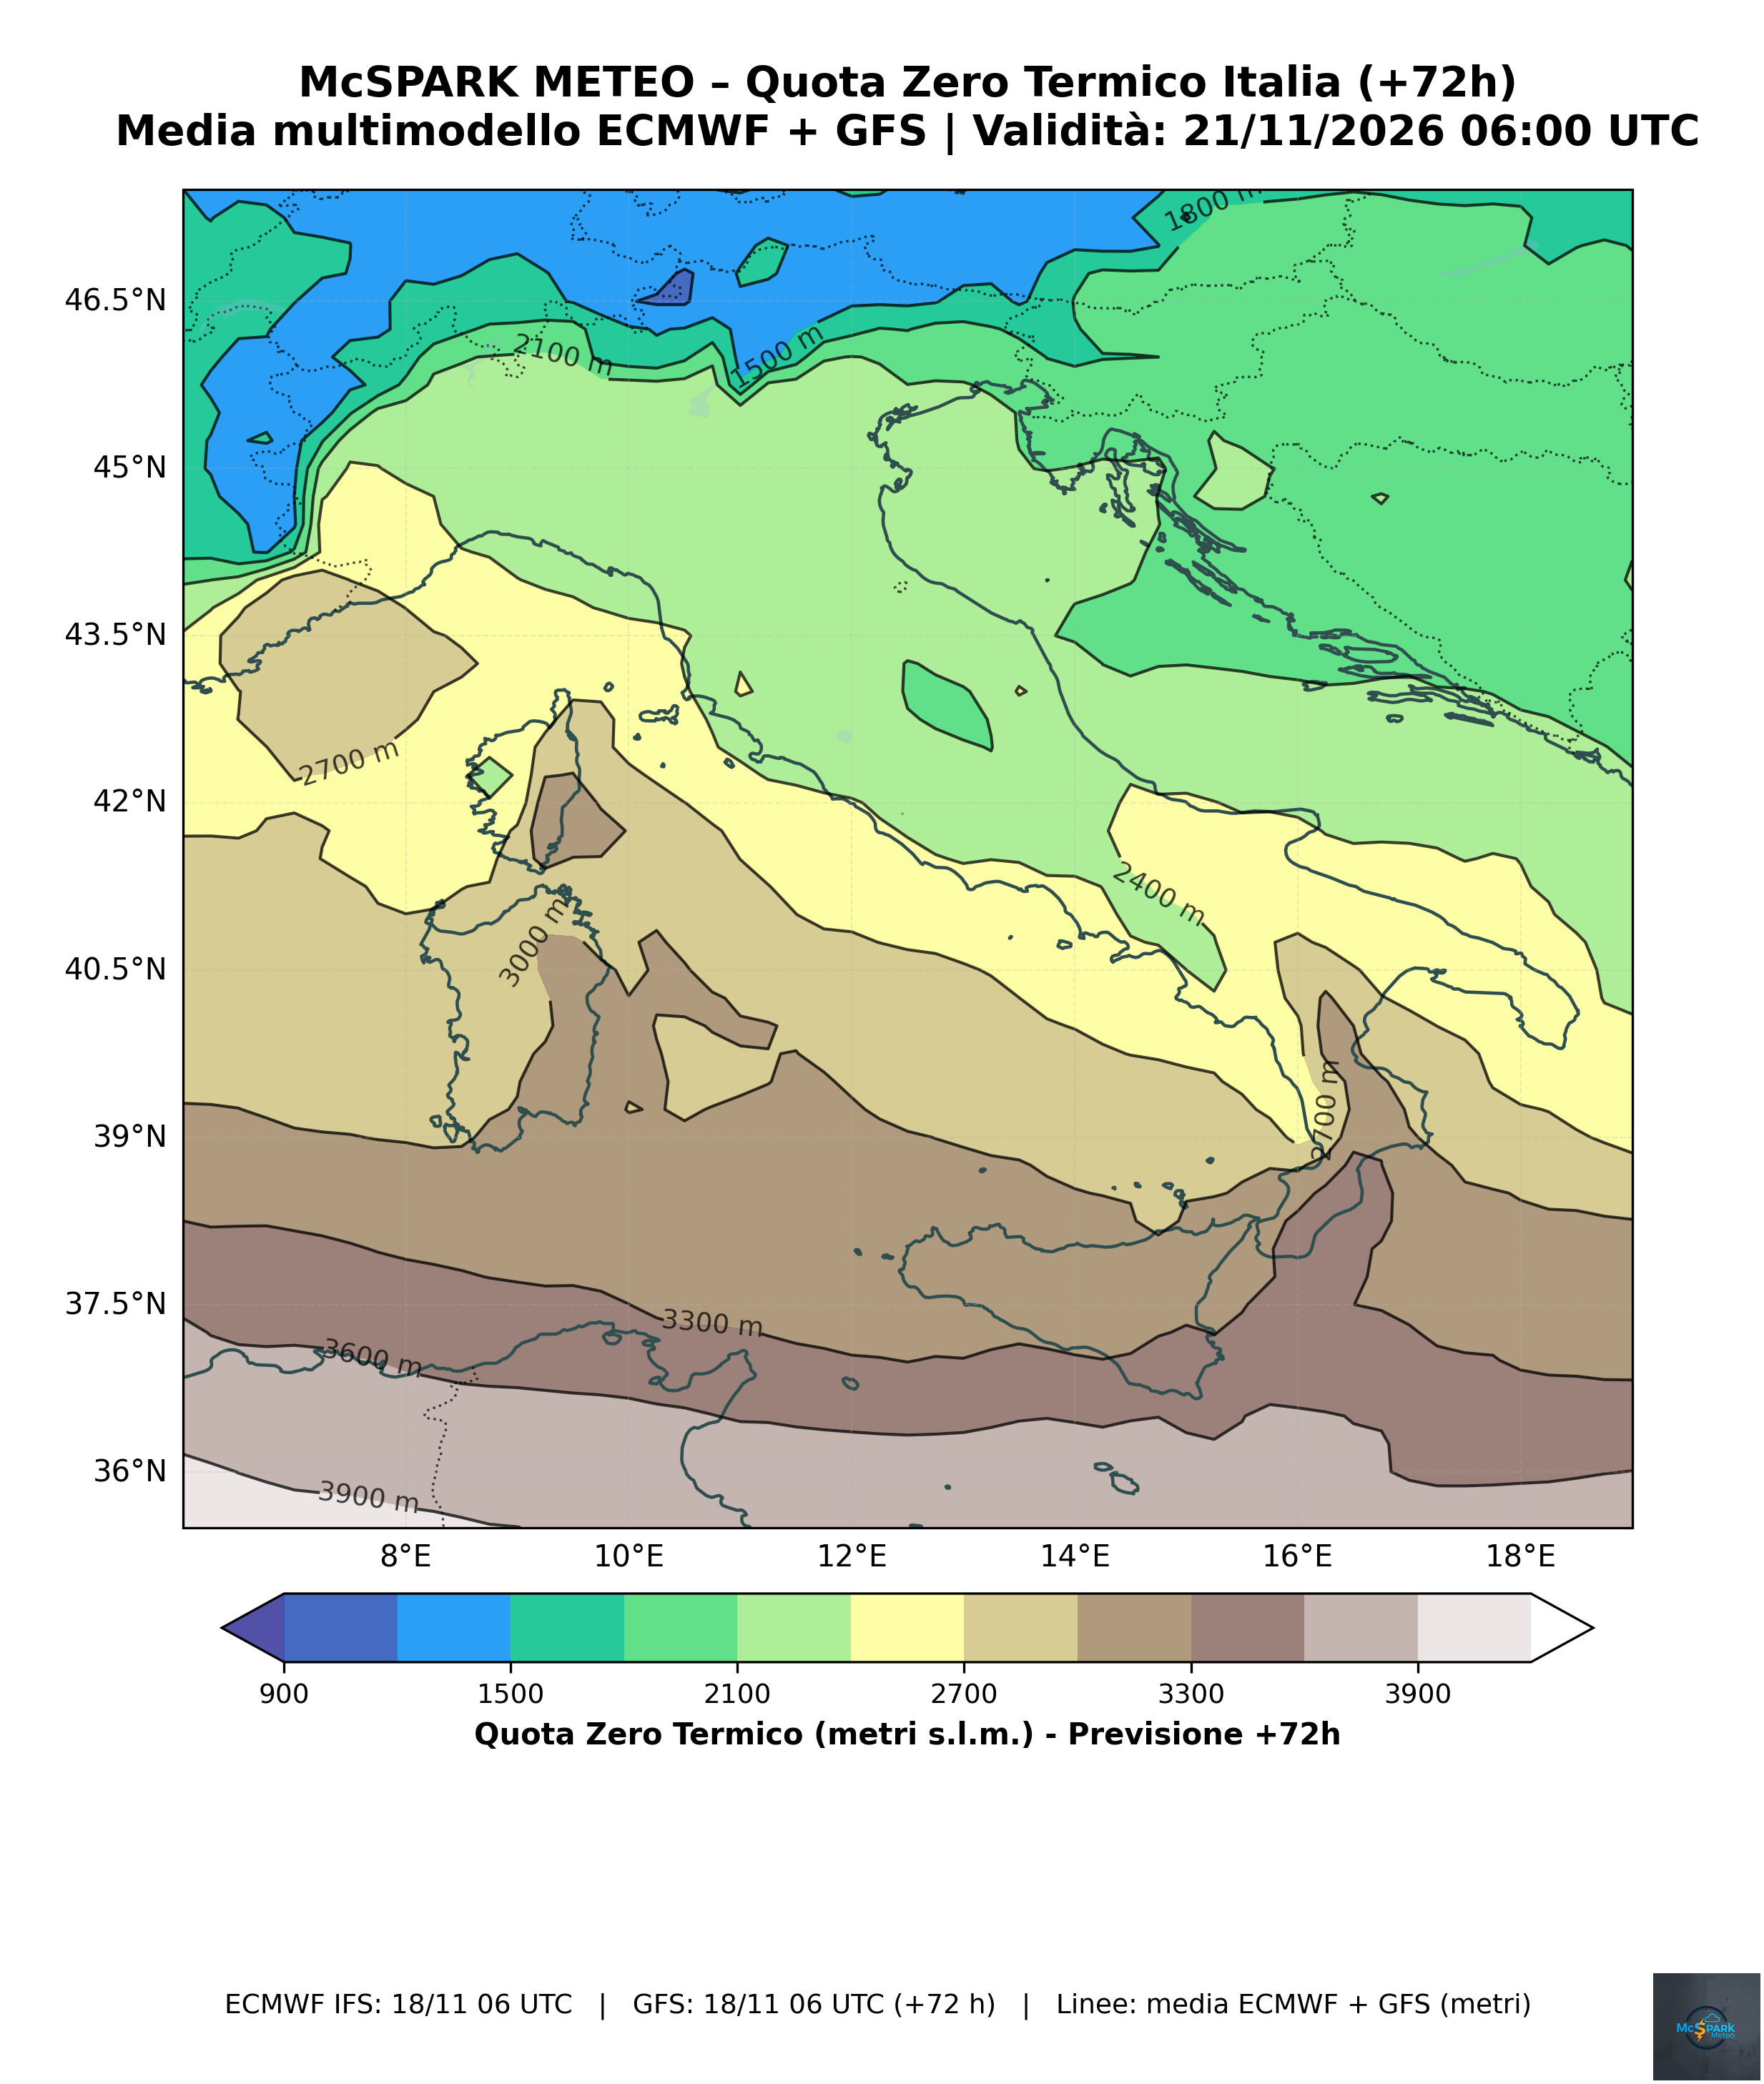 McSPARK METEO – Quota Zero Termico Italia (+72h)
Media multimodello ECMWF + GFS | Validità: 21/11/2026 06:00 UTC
1800 m
46.5°N
2100 m
1500 m
45°N
43.5°N
2700 m
42°N
2400 m
3000 m
40.5°N
2700 m
39°N
37.5°N
3300 m
3600 m
36°N
3900 m
8°E 10°E 12°E 14°E 16°E 18°E
900 1500 2100 2700 3300 3900
Quota Zero Termico (metri s.l.m.) - Previsione +72h
ECMWF IFS: 18/11 06 UTC | GFS: 18/11 06 UTC (+72 h) | Linee: media ECMWF + GFS (metri)
McSPARK
Meteo